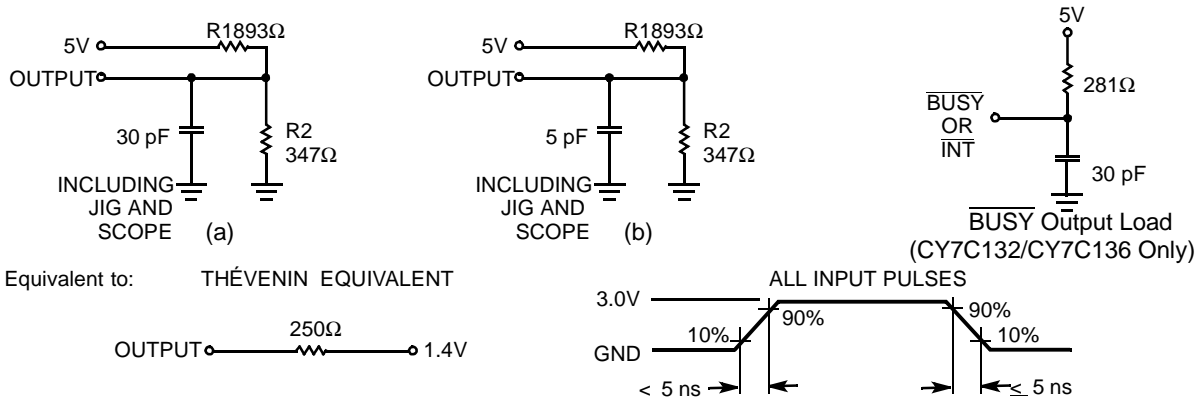 5V
R1893Ω
OUTPUT
30 pF
R2
347Ω
INCLUDING
JIG AND
SCOPE
(a)
5V
R1893Ω
OUTPUT
5 pF
R2
347Ω
INCLUDING
JIG AND
SCOPE
(b)
5V
281Ω
BUSY
OR
INT
30 pF
BUSY Output Load
(CY7C132/CY7C136 Only)
Equivalent to: THÉVENIN EQUIVALENT
OUTPUT
250Ω
1.4V
ALL INPUT PULSES
3.0V
GND
10%
90%
90%
10%
< 5 ns
≤ 5 ns